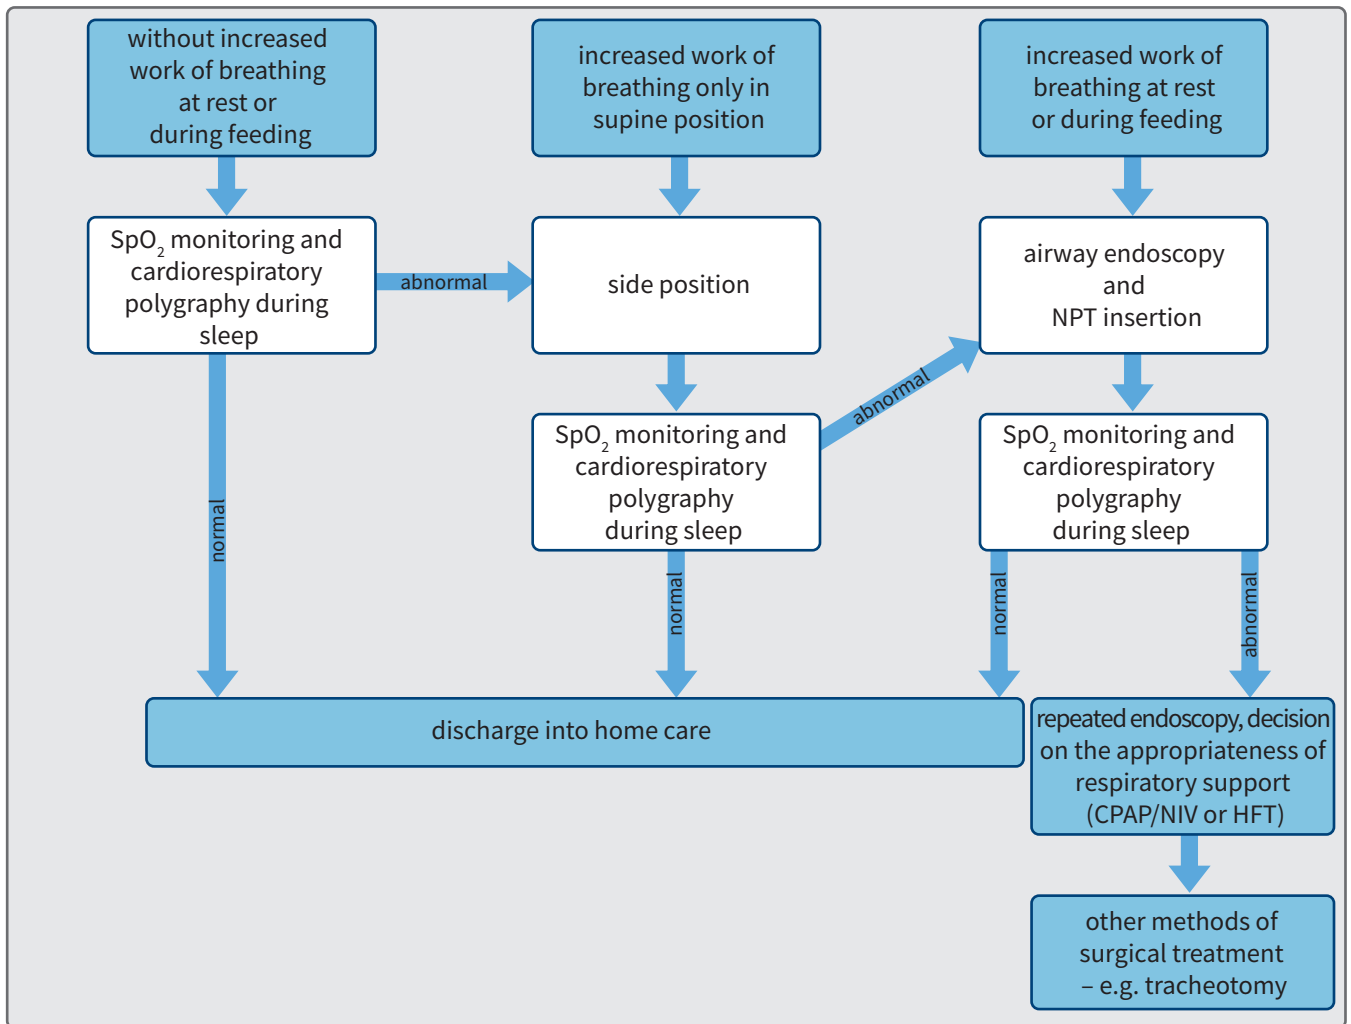 without increased
work of breathing
at rest or
during feeding
increased work of
breathing only in
supine position
increased work of
breathing at rest
or during feeding
SpO2 monitoring and
cardiorespiratory
polygraphy during
sleep
abnormal
side position
airway endoscopy
and
NPT insertion
abnormal
SpO2 monitoring and
cardiorespiratory
polygraphy
during sleep
SpO2 monitoring and
cardiorespiratory
polygraphy
during sleep
normal
normal
normal
abnormal
discharge into home care
repeated endoscopy, decision
on the appropriateness of
respiratory support
(CPAP/NIV or HFT)
other methods of
surgical treatment
– e.g. tracheotomy